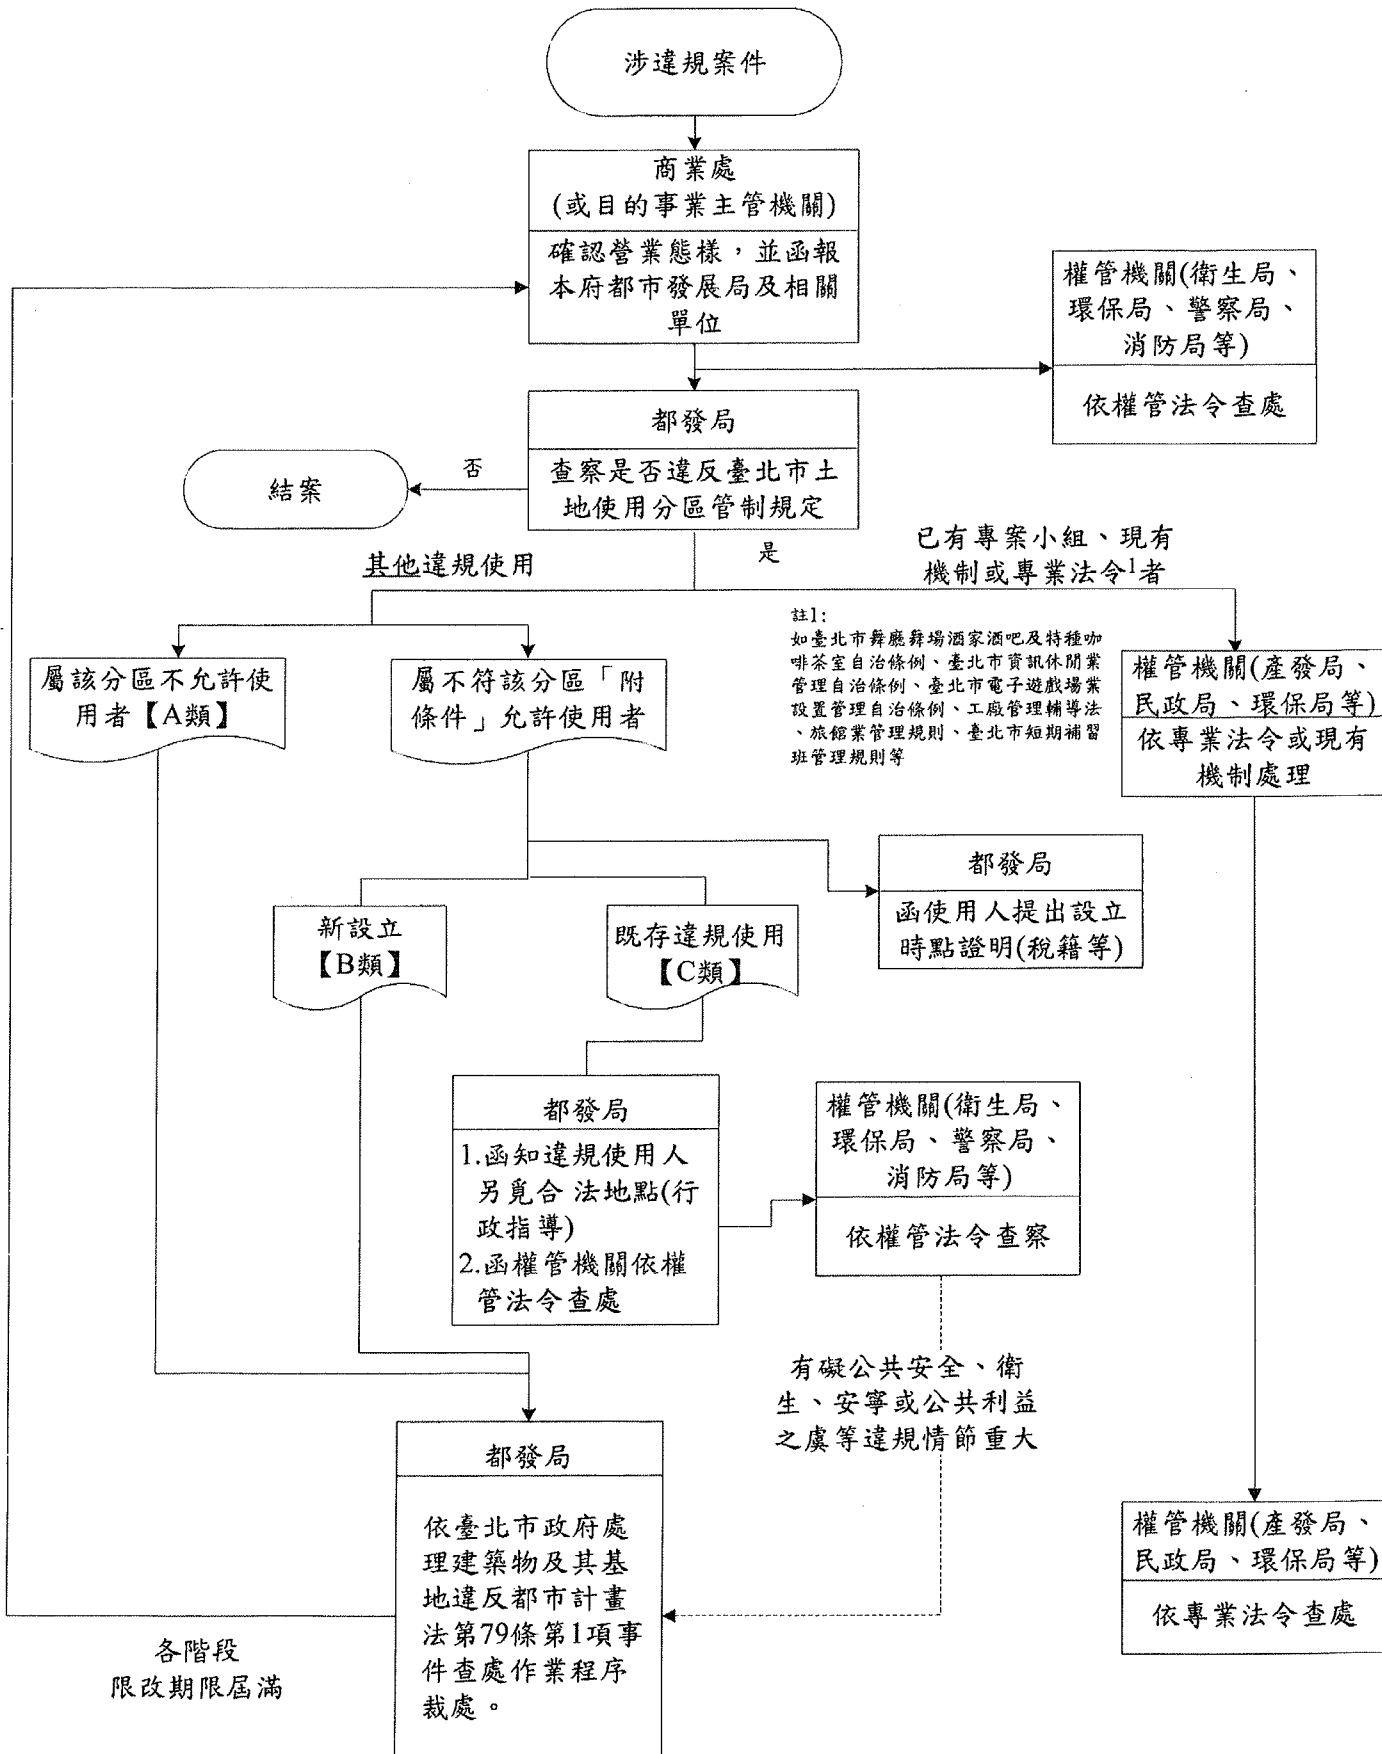 涉違規案件
商業處
(或目的事業主管機關)
確認營業態樣，並函報
本府都市發展局及相關
單位
權管機關(衛生局、
環保局、警察局、
消防局等)
依權管法令查處
都發局
查察是否違反臺北市土
地使用分區管制規定
否
結案
是
其他違規使用
已有專案小組、現有
機制或專業法令1者
註1:
如臺北市舞廳舞場酒家酒吧及特種咖
啡茶室自治條例、臺北市資訊休閒業
管理自治條例、臺北市電子遊戲場業
設置管理自治條例、工廠管理輔導法
、旅館業管理規則、臺北市短期補習
班管理規則等
屬該分區不允許使
用者【A類】
屬不符該分區「附
條件」允許使用者
權管機關(產發局、
民政局、環保局等)
依專業法令或現有
機制處理
都發局
函使用人提出設立
時點證明(稅籍等)
新設立
【B類】
既存違規使用
【C類】
都發局
1.函知違規使用人
另覓合法地點(行
政指導)
2.函權管機關依權
管法令查處
權管機關(衛生局、
環保局、警察局、
消防局等)
依權管法令查察
有礙公共安全、衛
生、安寧或公共利益
之虞等違規情節重大
都發局
依臺北市政府處
理建築物及其基
地違反都市計畫
法第79條第1項事
件查處作業程序
裁處。
權管機關(產發局、
民政局、環保局等)
依專業法令查處
各階段
限改期限屆滿